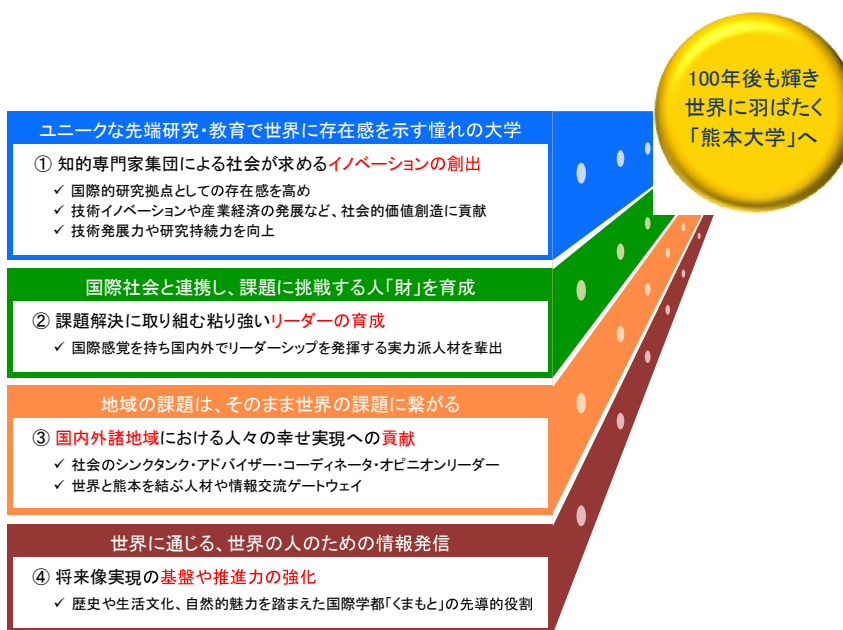 100年後も輝き
世界に羽ばたく
「熊本大学」へ
ユニークな先端研究・教育で世界に存在感を示す憧れの大学
① 知的専門家集団による社会が求めるイノベーションの創出
✓ 国際的研究拠点としての存在感を高め
✓ 技術イノベーションや産業経済の発展など、社会的価値創造に貢献
✓ 技術発展力や研究持続力を向上
国際社会と連携し、課題に挑戦する人「財」を育成
② 課題解決に取り組む粘り強いリーダーの育成
✓ 国際感覚を持ち国内外でリーダーシップを発揮する実力派人材を輩出
地域の課題は、そのまま世界の課題に繋がる
③ 国内外諸地域における人々の幸せ実現への貢献
✓ 社会のシンクタンク・アドバイザー・コーディネータ・オピニオンリーダー
✓ 世界と熊本を結ぶ人材や情報交流ゲートウェイ
世界に通じる、世界の人のための情報発信
④ 将来像実現の基盤や推進力の強化
✓ 歴史や生活文化、自然的魅力を踏まえた国際学都「くまもと」の先導的役割